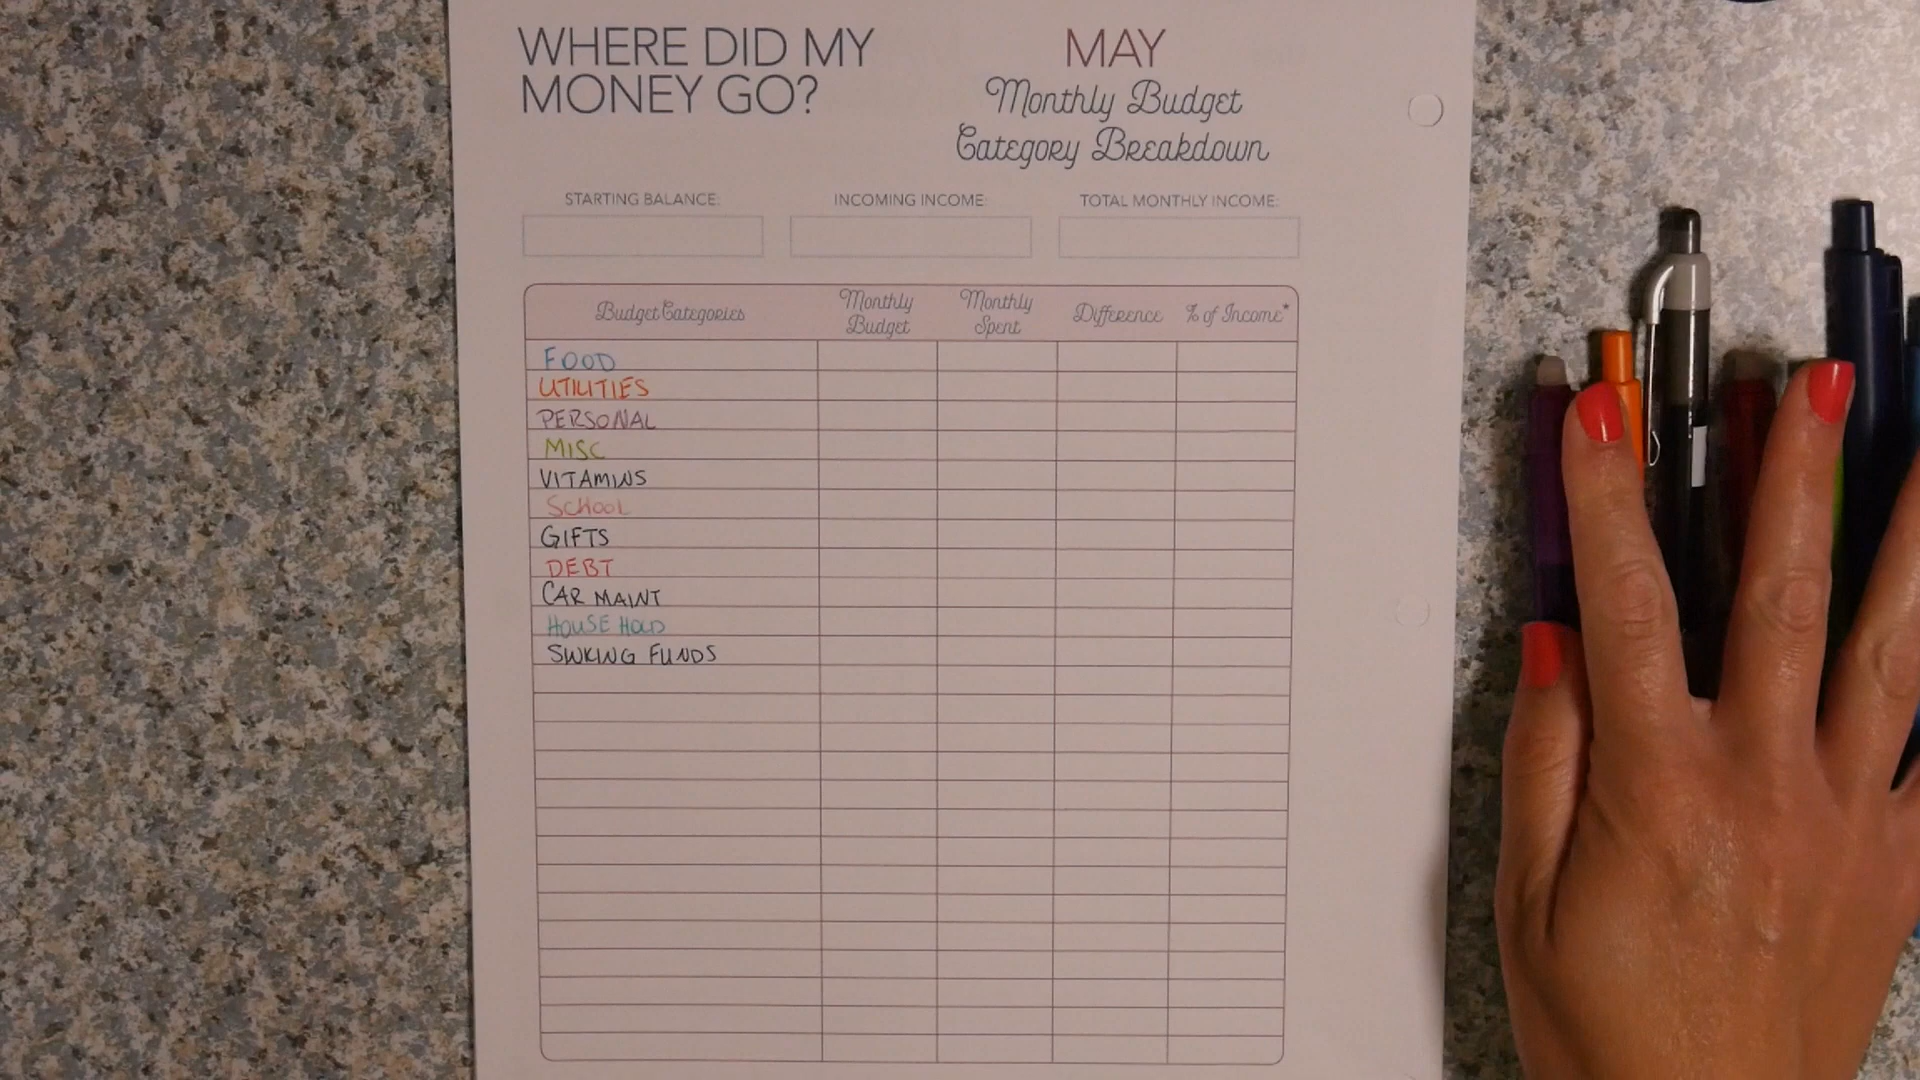 WHERE DID MY
MONEY GO?
MAY
Monthly Budget
Category Breakdown
STARTING BALANCE:
INCOMING INCOME:
TOTAL MONTHLY INCOME:
Budget Categories
Monthly Budget
Monthly Spent
Difference
% of Income*
FOOD
UTILITIES
PERSONAL
MISC
VITAMINS
SCHOOL
GIFTS
DEBT
CAR MAINT
HOUSE HOLD
SINKING FUNDS